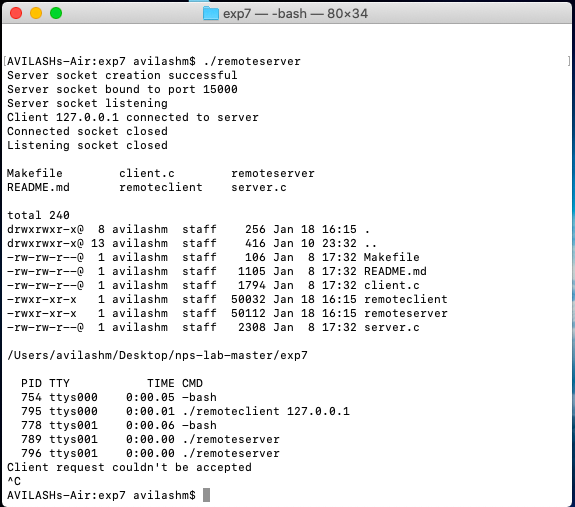 exp7 — -bash — 80×34
[AVILASHs-Air:exp7 avilashm$ ./remoteserver ]
Server socket creation successful
Server socket bound to port 15000
Server socket listening
Client 127.0.0.1 connected to server
Connected socket closed
Listening socket closed
Makefile        client.c        remoteserver
README.md       remoteclient    server.c
total 240
drwxrwxr-x@  8 avilashm  staff    256 Jan 18 16:15 .
drwxrwxr-x@ 13 avilashm  staff    416 Jan 10 23:32 ..
-rw-rw-r--@  1 avilashm  staff    106 Jan  8 17:32 Makefile
-rw-rw-r--@  1 avilashm  staff   1105 Jan  8 17:32 README.md
-rw-rw-r--@  1 avilashm  staff   1794 Jan  8 17:32 client.c
-rwxr-xr-x   1 avilashm  staff  50032 Jan 18 16:15 remoteclient
-rwxr-xr-x   1 avilashm  staff  50112 Jan 18 16:15 remoteserver
-rw-rw-r--@  1 avilashm  staff   2308 Jan  8 17:32 server.c
/Users/avilashm/Desktop/nps-lab-master/exp7
  PID TTY           TIME CMD
  754 ttys000    0:00.05 -bash
  795 ttys000    0:00.01 ./remoteclient 127.0.0.1
  778 ttys001    0:00.06 -bash
  789 ttys001    0:00.00 ./remoteserver
  796 ttys001    0:00.00 ./remoteserver
Client request couldn't be accepted
^C
AVILASHs-Air:exp7 avilashm$